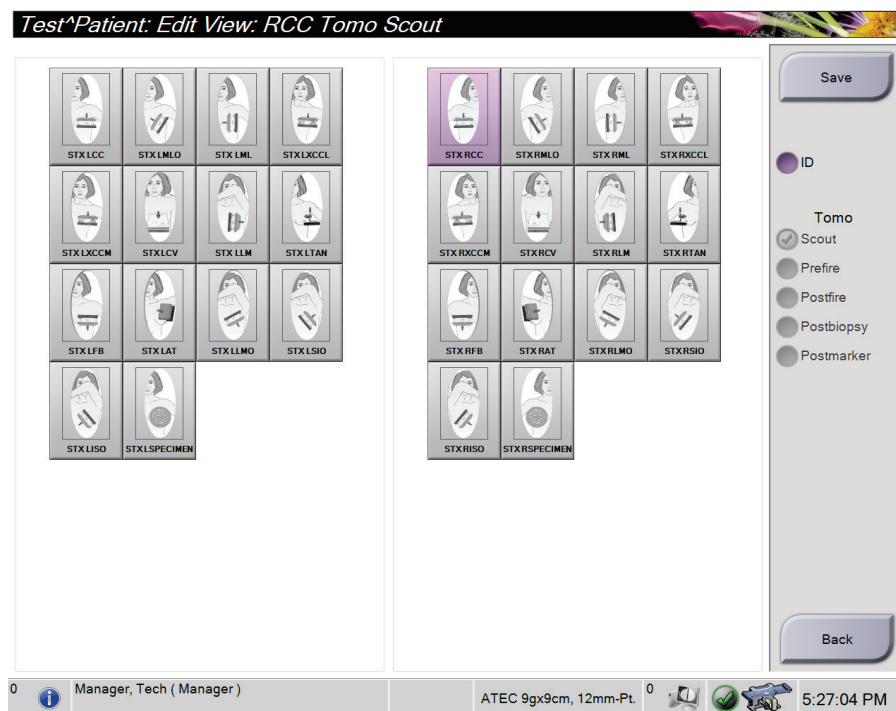 Test^Patient: Edit View: RCC Tomo Scout
STX LCC STX LMLO STX LML STX LXCCL
STX LXCCM STX LCV STX LLM STX LTAN
STX LFB STX LAT STX LLMO STX LSIO
STX LISO STX LSPECIMEN
STX RCC STX RMLO STX RML STX RXCCL
STX RXCCM STX RCV STX RLM STX RTAN
STX RFB STX RAT STX RLMO STX RSIO
STX RISO STX RSPECIMEN
Save
ID
Tomo
Scout
Prefire
Postfire
Postbiopsy
Postmarker
Back
0 Manager, Tech ( Manager ) ATEC 9gx9cm, 12mm-Pt. 0 5:27:04 PM